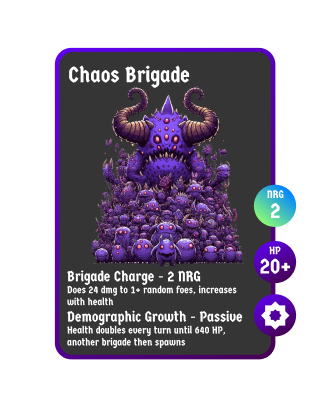 Chaos Brigade
NRG
2
HP
20+
Brigade Charge - 2 NRG
Does 24 dmg to 1+ random foes, increases
with health
Demographic Growth - Passive
Health doubles every turn until 640 HP,
another brigade then spawns